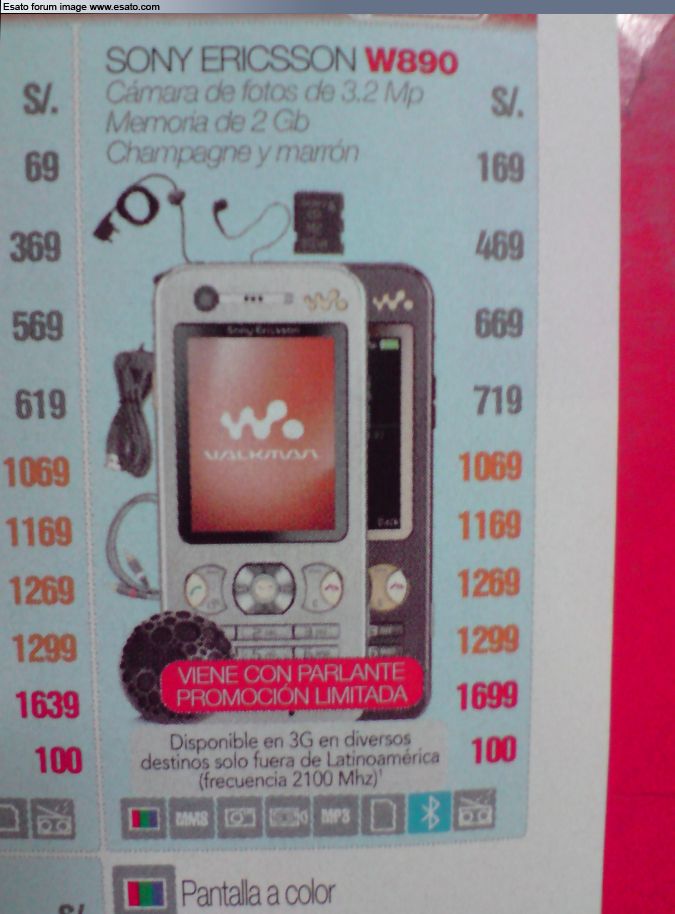 Esato forum image www.esato.com
SONY ERICSSON W890
Cámara de fotos de 3.2 Mp
Memoria de 2 Gb
Champagne y marrón
S/.
69
369
569
619
1069
1169
1269
1299
1639
100
S/.
169
469
669
719
1069
1169
1269
1299
1699
100
Sony Ericsson
WALKMAN
Back
VIENE CON PARLANTE
PROMOCIÓN LIMITADA
Disponible en 3G en diversos
destinos solo fuera de Latinoamérica
(frecuencia 2100 Mhz)¹
MMS
MP3
S/.
Pantalla a color